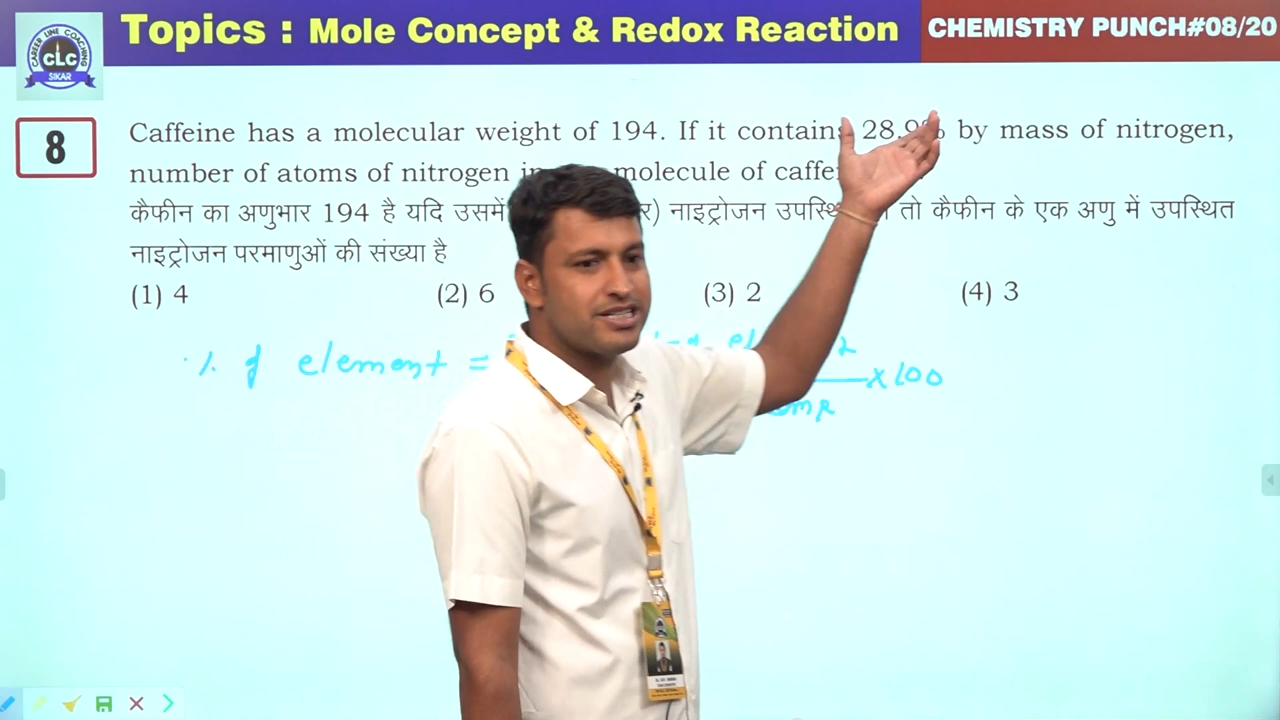 Topics : Mole Concept & Redox Reaction
CHEMISTRY PUNCH#08/20
CAREER LINE COACHING
CLC
SIKAR
8
Caffeine has a molecular weight of 194. If it contains 28.9% by mass of nitrogen,
number of atoms of nitrogen in molecule of
कैफीन का अणुभार 194 है यदि उसमें नाइट्रोजन तो कैफीन के एक अणु में उपस्थित
नाइट्रोजन परमाणुओं की संख्या है
(1) 4 (2) 6 (3) 2 (4) 3
% of element = ×100